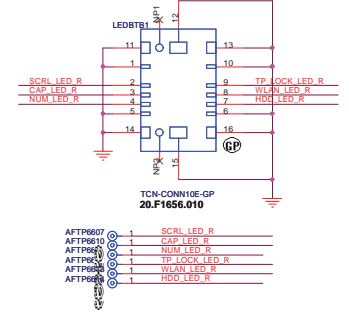 NP1
12
LEDBTB1
11
13
1
10
SCRL_LED_R 2
9 TP_LOCK_LED_R
CAP_LED_R 3
8 WLAN_LED_R
NUM_LED_R 4
7 HDD_LED_R
5
6
14
16
GP
NP2
15
TCN-CONN10E-GP
20.F1656.010
AFTP6607 1 SCRL_LED_R
AFTP6610 1 CAP_LED_R
1 NUM_LED_R
1 TP_LOCK_LED_R
1 WLAN_LED_R
1 HDD_LED_R